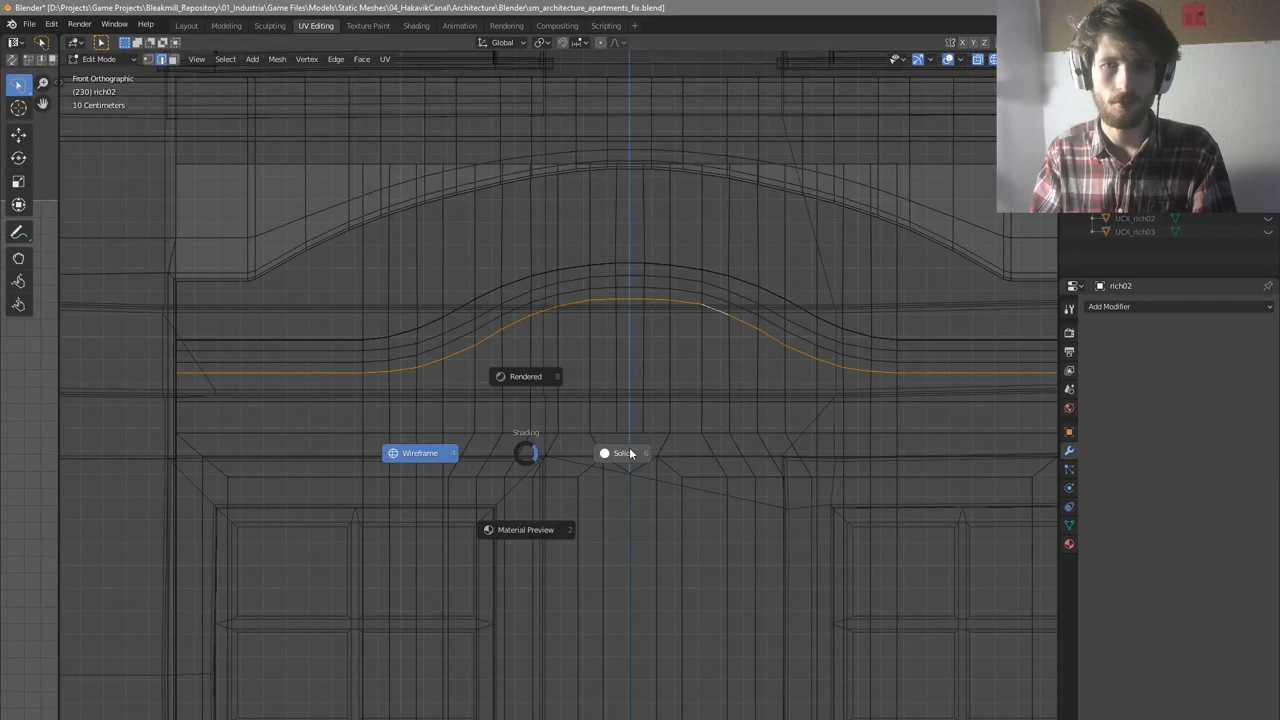 Blender* [D:\Projects\Game Projects\Bleakmill_Repository\01_Industria\Game Files\Models\Static Meshes\04_HakavikCanal\Architecture\Blender\sm_architecture_apartments_fix.blend]
File Edit Render Window Help Layout Modeling Sculpting UV Editing Texture Paint Shading Animation Rendering Compositing Scripting +
Global X Y Z
Edit Mode View Select Add Mesh Vertex Edge Face UV
Front Orthographic
(230) rich02
10 Centimeters
UCX_rich02
UCX_rich03
rich02
Add Modifier
Rendered 8
Shading
Wireframe 4
Solid 6
Material Preview 2